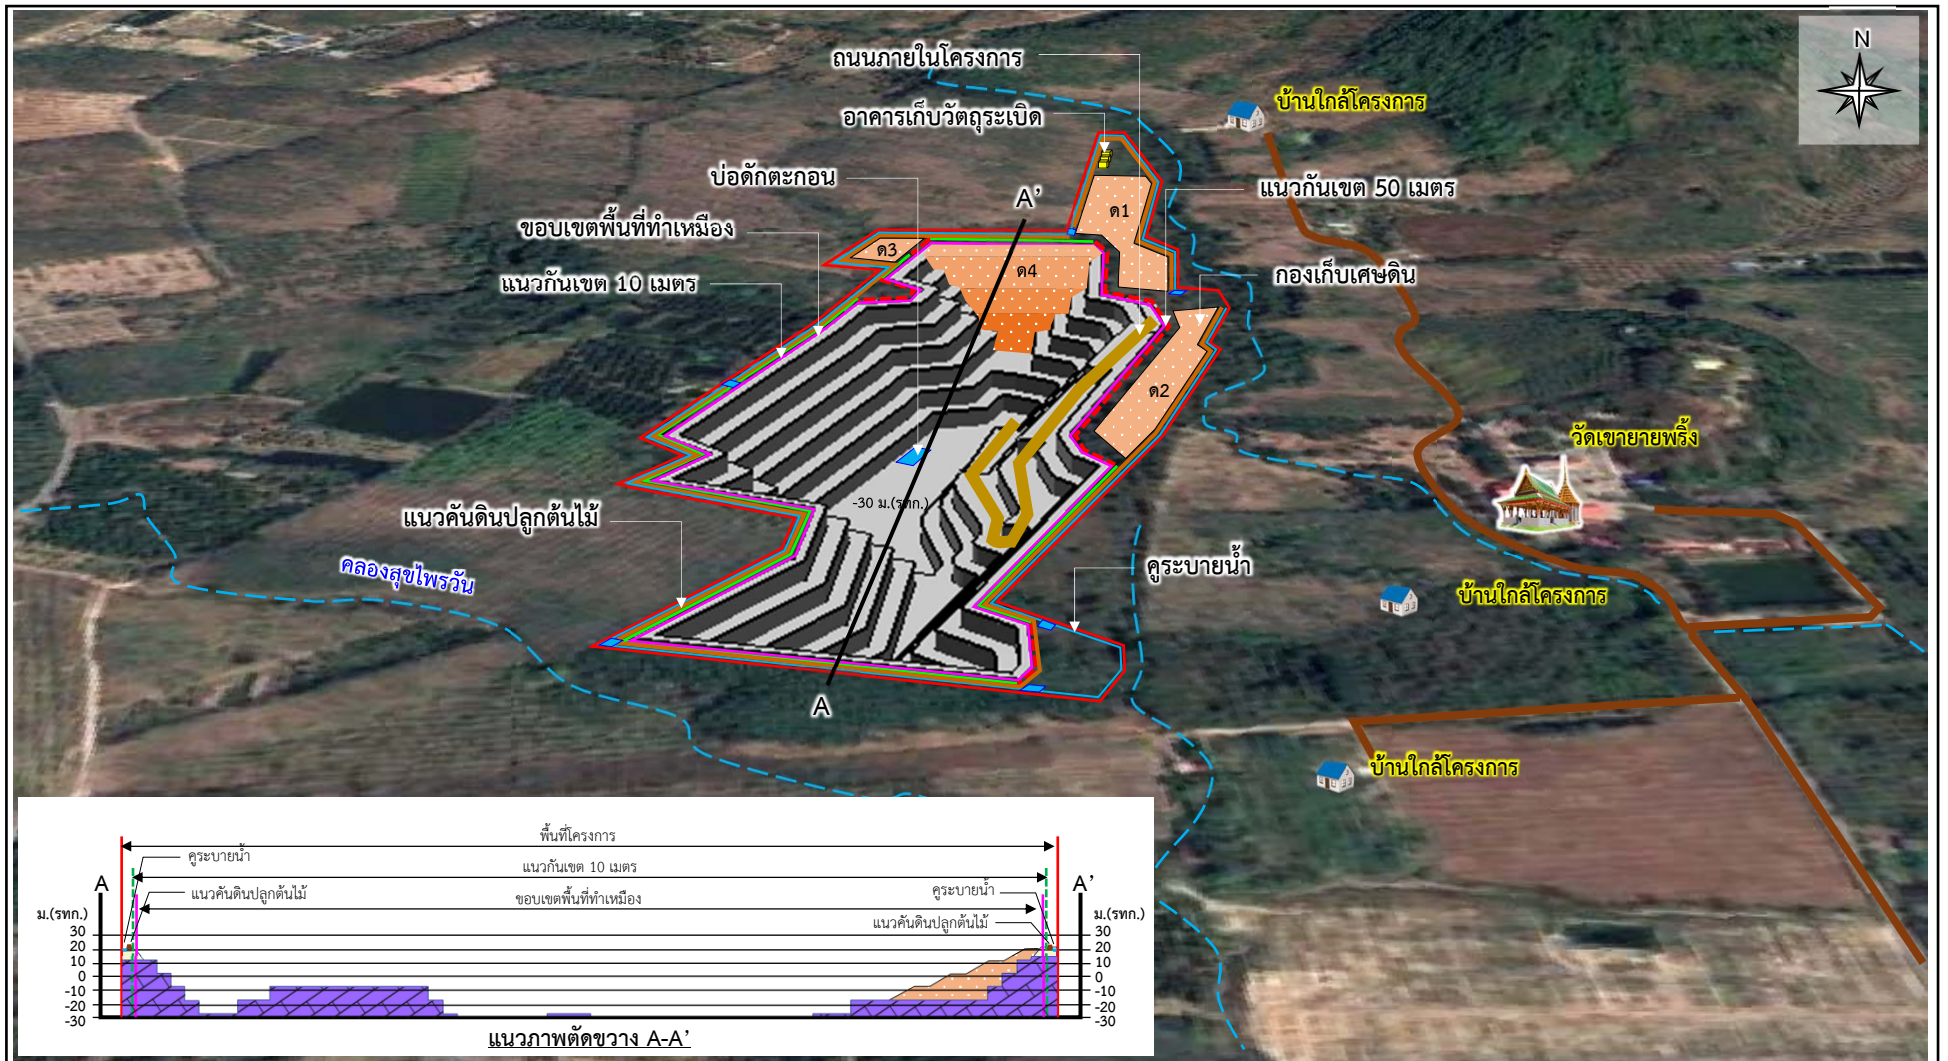 N
ถนนภายในโครงการ
บ้านใกล้โครงการ
อาคารเก็บวัตถุระเบิด
บ่อดักตะกอน
A'
แนวกันเขต 50 เมตร
ด1
ขอบเขตพื้นที่ทำเหมือง
ด3
ด4
กองเก็บเศษดิน
แนวกันเขต 10 เมตร
ด2
วัดเขายายพริ้ง
-30 ม.(รทก.)
แนวคันดินปลูกต้นไม้
คลองสุขไพรวัน
คูระบายน้ำ
บ้านใกล้โครงการ
A
บ้านใกล้โครงการ
พื้นที่โครงการ
คูระบายน้ำ
แนวกันเขต 10 เมตร
A
แนวคันดินปลูกต้นไม้
ขอบเขตพื้นที่ทำเหมือง
คูระบายน้ำ
A'
ม.(รทก.)
แนวคันดินปลูกต้นไม้
ม.(รทก.)
30
30
20
20
10
10
0
0
-10
-10
-20
-20
-30
-30
แนวภาพตัดขวาง A-A'